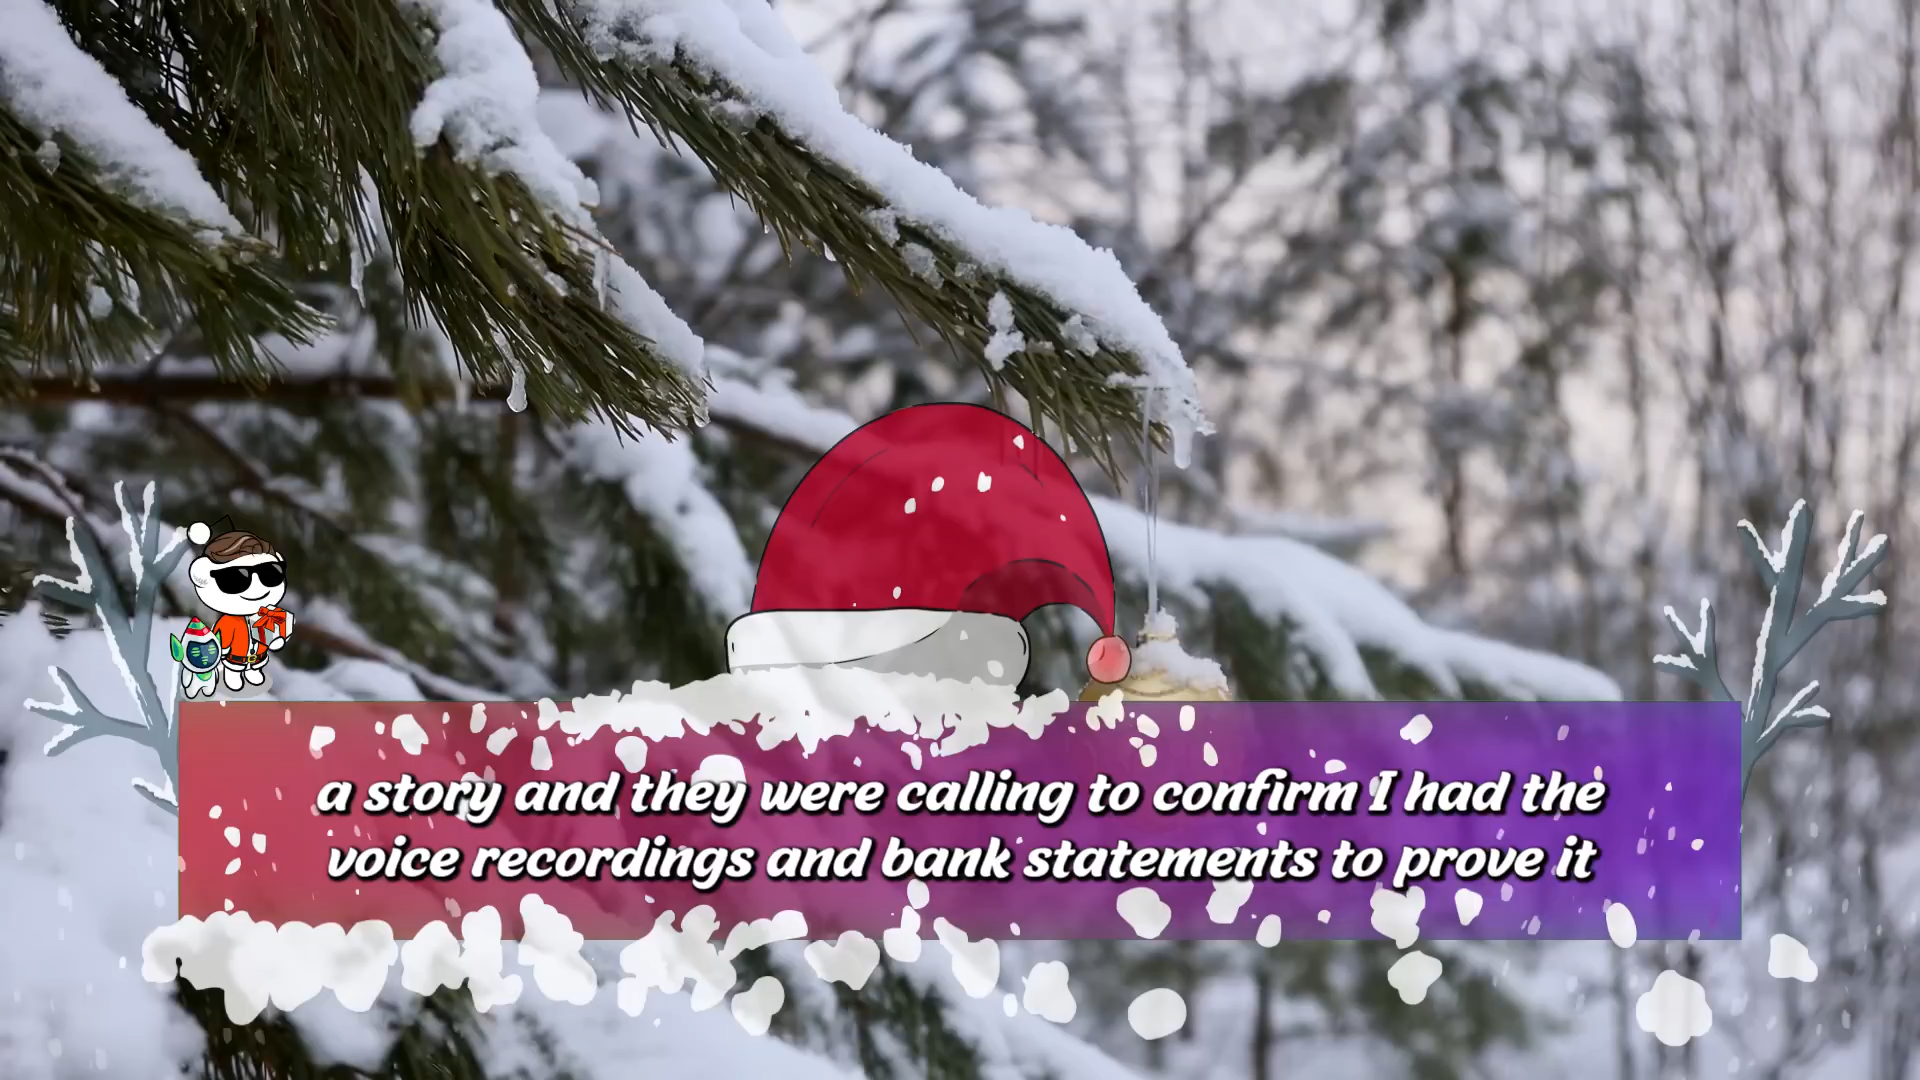 a story and they were calling to confirm I had the
voice recordings and bank statements to prove it